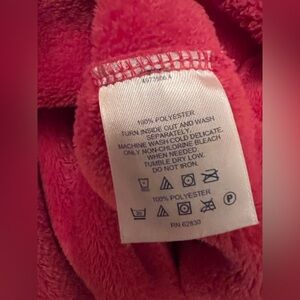 100% POLYESTER
TURN INSIDE OUT AND WASH
SEPARATELY.
MACHINE WASH COLD DELICATE.
ONLY NON-CHLORINE BLEACH
WHEN NEEDED.
TUMBLE DRY LOW.
DO NOT IRON.
100% POLYESTER
P
RN 62830